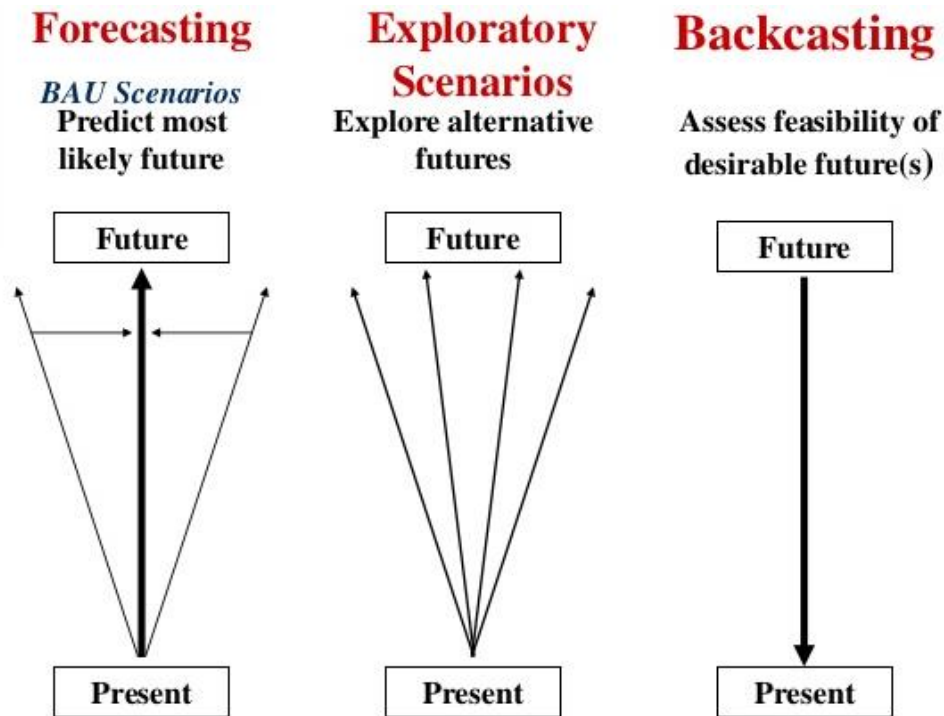 Forecasting
BAU Scenarios
Predict most
likely future
Future
Present
Exploratory
Scenarios
Explore alternative
futures
Future
Present
Backcasting
Assess feasibility of
desirable future(s)
Future
Present